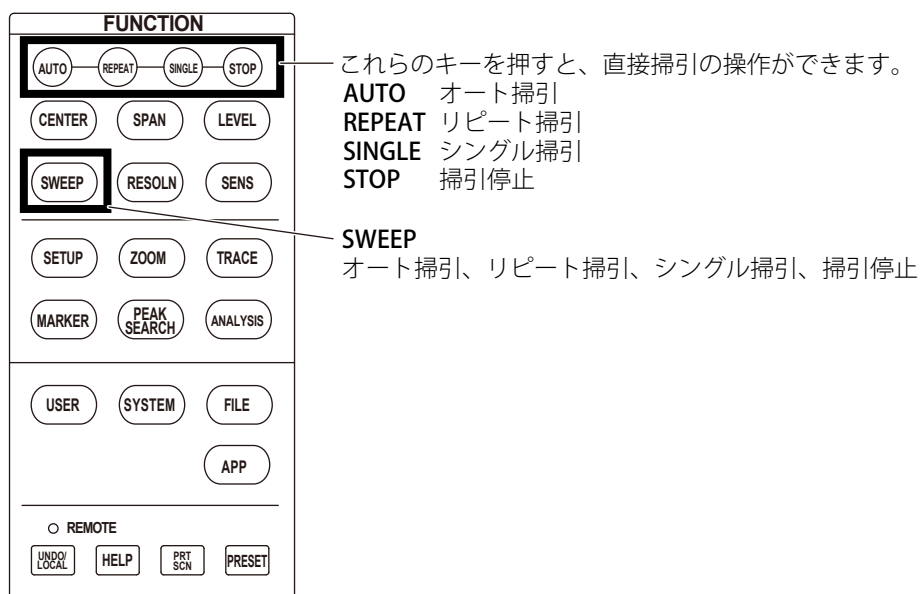 FUNCTION
AUTO REPEAT SINGLE STOP
CENTER SPAN LEVEL
SWEEP RESOLN SENS
SETUP ZOOM TRACE
MARKER PEAK SEARCH ANALYSIS
USER SYSTEM FILE
APP
REMOTE
UNDO/LOCAL HELP PRT SCN PRESET
これらのキーを押すと、直接掃引の操作ができます。
AUTO オート掃引
REPEAT リピート掃引
SINGLE シングル掃引
STOP 掃引停止
SWEEP
オート掃引、リピート掃引、シングル掃引、掃引停止